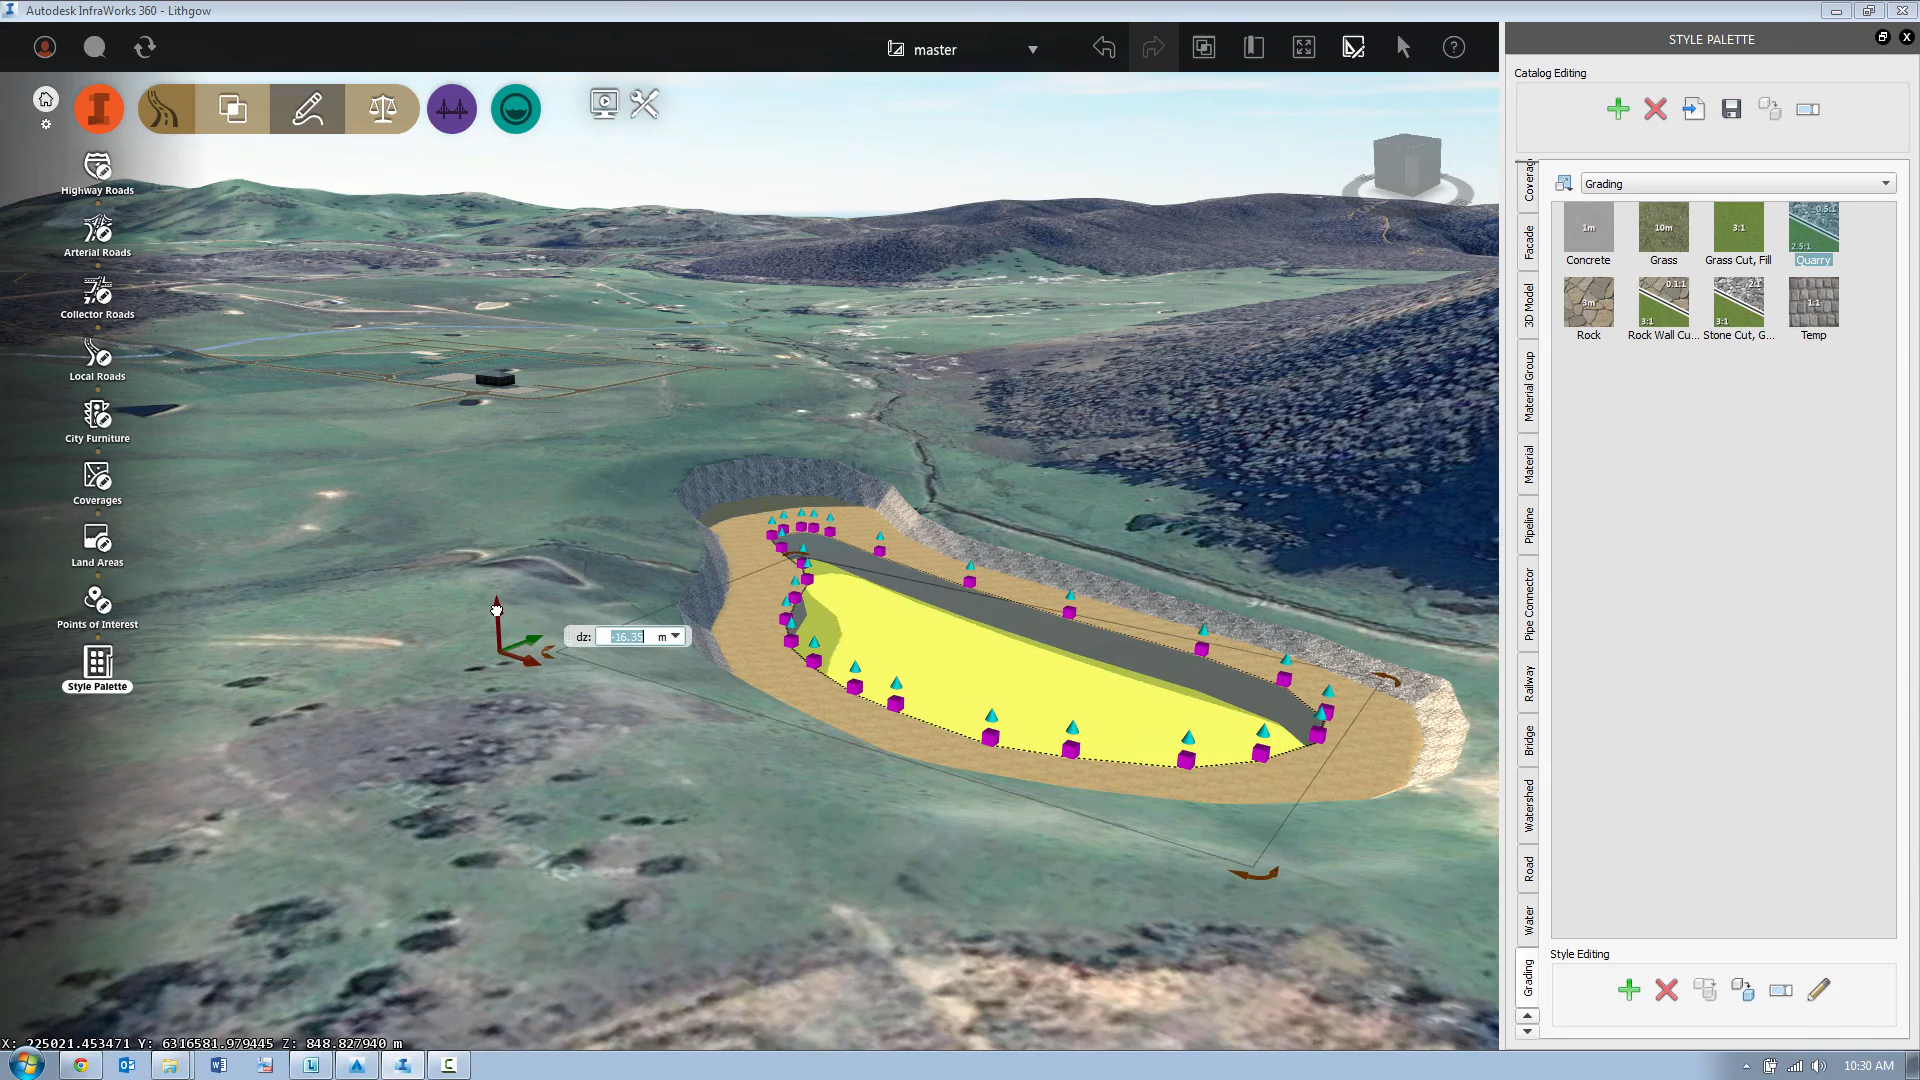 Autodesk InfraWorks 360 - Lithgow
master
STYLE PALETTE
Catalog Editing
Highway Roads
Arterial Roads
Collector Roads
Local Roads
City Furniture
Coverages
Land Areas
Points of Interest
Style Palette
dz: -16.35 m
Grading
1m
10m
3:1
0.5:1
2.5:1
Concrete
Grass
Grass Cut, Fill
Quarry
3m
0.1:1
3:1
2:1
3:1
1:1
Rock
Rock Wall Cu...
Stone Cut, G...
Temp
Coverag
Facade
3D Model
Material Group
Material
Pipeline
Pipe Connector
Railway
Bridge
Watershed
Road
Water
Grading
Style Editing
X: 225021.453471 Y: 6316581.979445 Z: 848.827940 m
10:30 AM